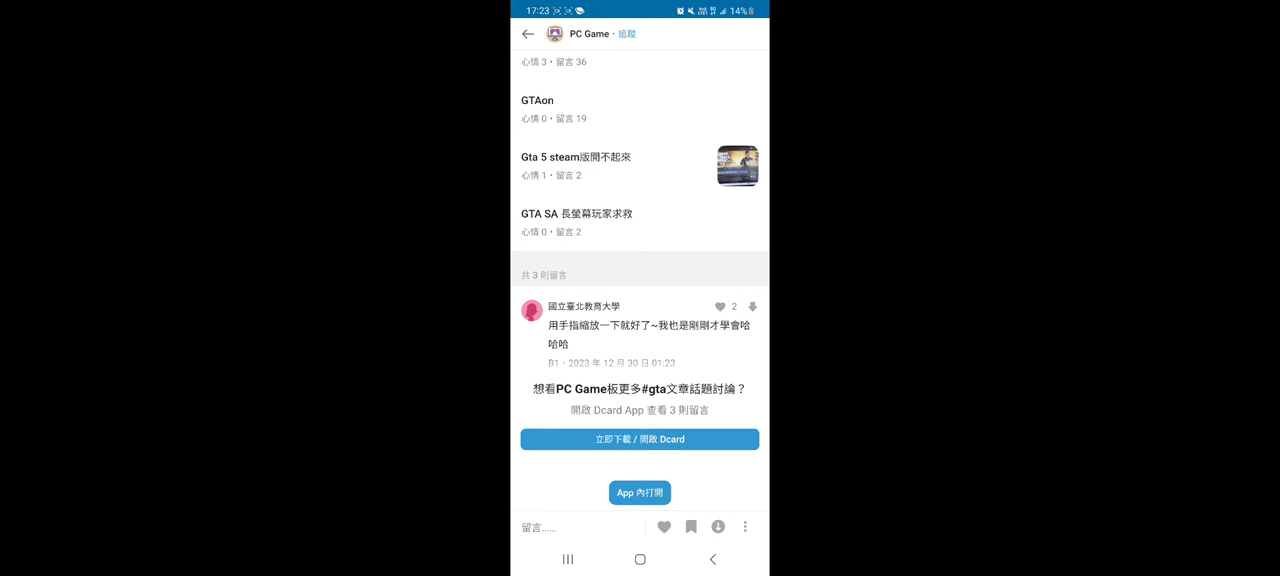 17:23
14%
PC Game · 追蹤
心情 3 · 留言 36
GTAon
心情 0 · 留言 19
Gta 5 steam版開不起來
心情 1 · 留言 2
GTA SA 長螢幕玩家求救
心情 0 · 留言 2
共 3 則留言
國立臺北教育大學
2
用手指縮放一下就好了~我也是剛剛才學會哈
哈哈
B1 · 2023 年 12 月 30 日 01:23
想看PC Game板更多#gta文章話題討論？
開啟 Dcard App 查看 3 則留言
立即下載 / 開啟 Dcard
App 內打開
留言......